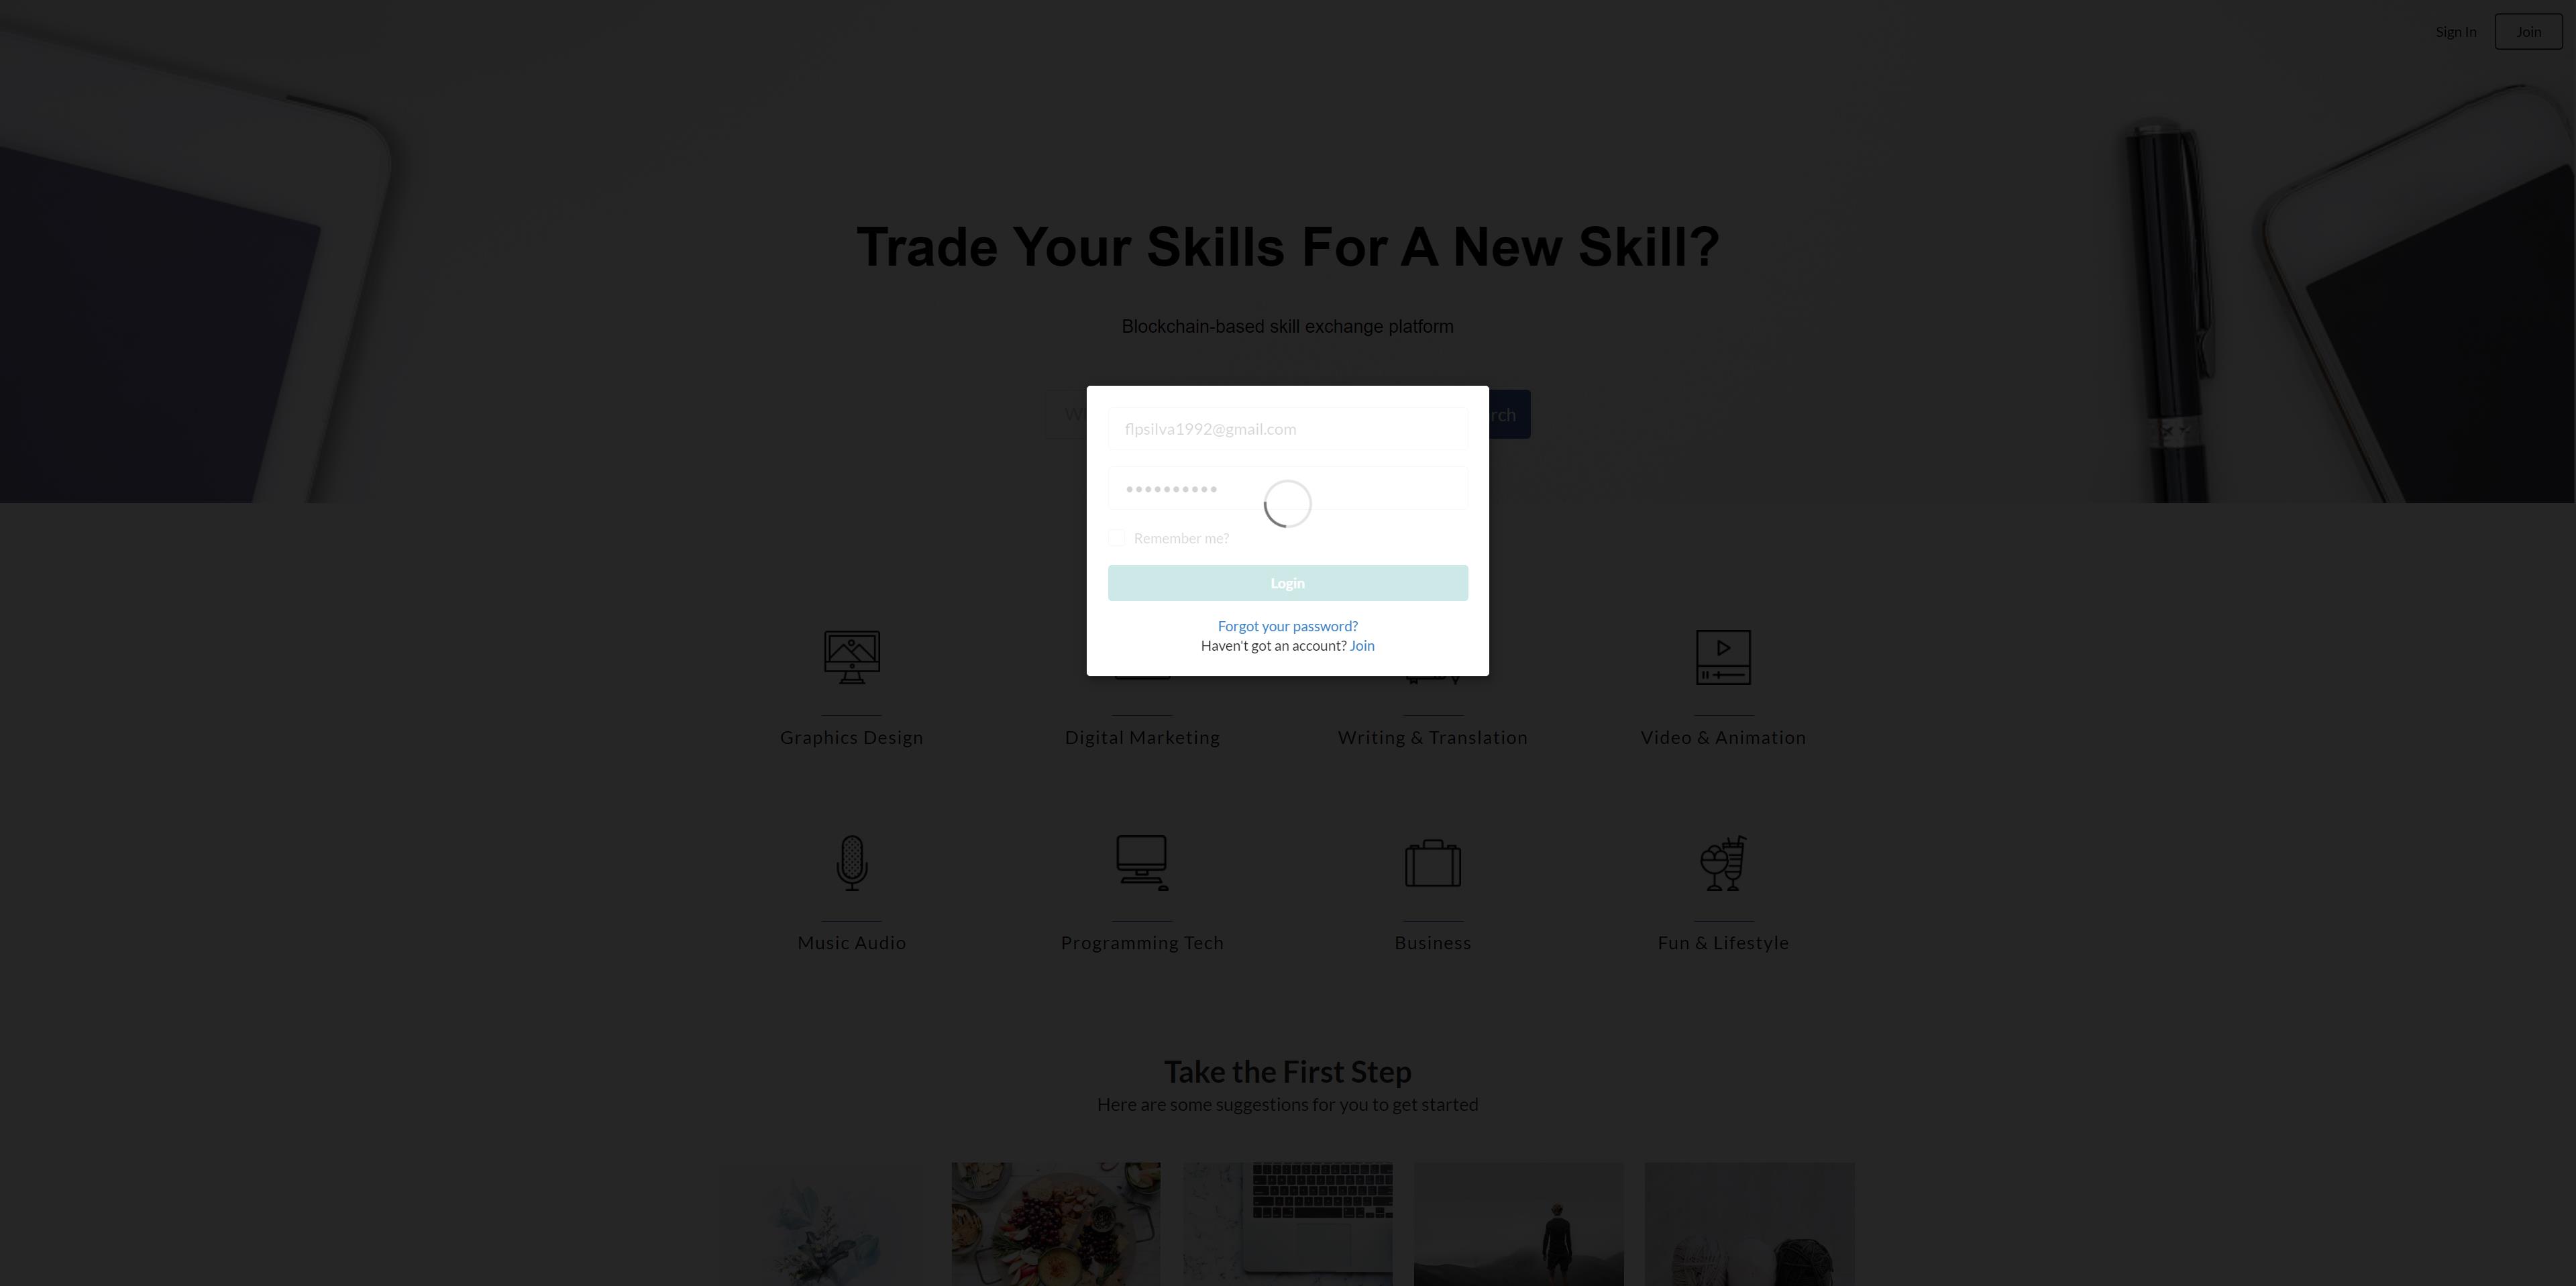 Sign In
Join
Trade Your Skills For A New Skill?
Blockchain-based skill exchange platform
rch
flpsilva1992@gmail.com
Remember me?
Login
Forgot your password?
Haven't got an account? Join
Graphics Design
Digital Marketing
Writing & Translation
Video & Animation
Music Audio
Programming Tech
Business
Fun & Lifestyle
Take the First Step
Here are some suggestions for you to get started